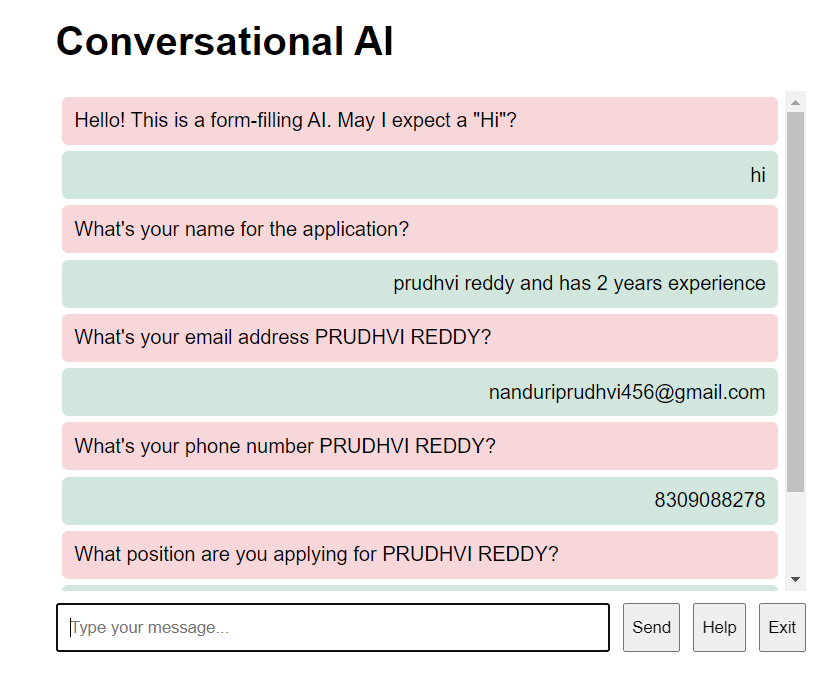 Conversational AI
Hello! This is a form-filling AI. May I expect a "Hi"?
hi
What's your name for the application?
prudhvi reddy and has 2 years experience
What's your email address PRUDHVI REDDY?
nanduriprudhvi456@gmail.com
What's your phone number PRUDHVI REDDY?
8309088278
What position are you applying for PRUDHVI REDDY?
Type your message...
Send
Help
Exit